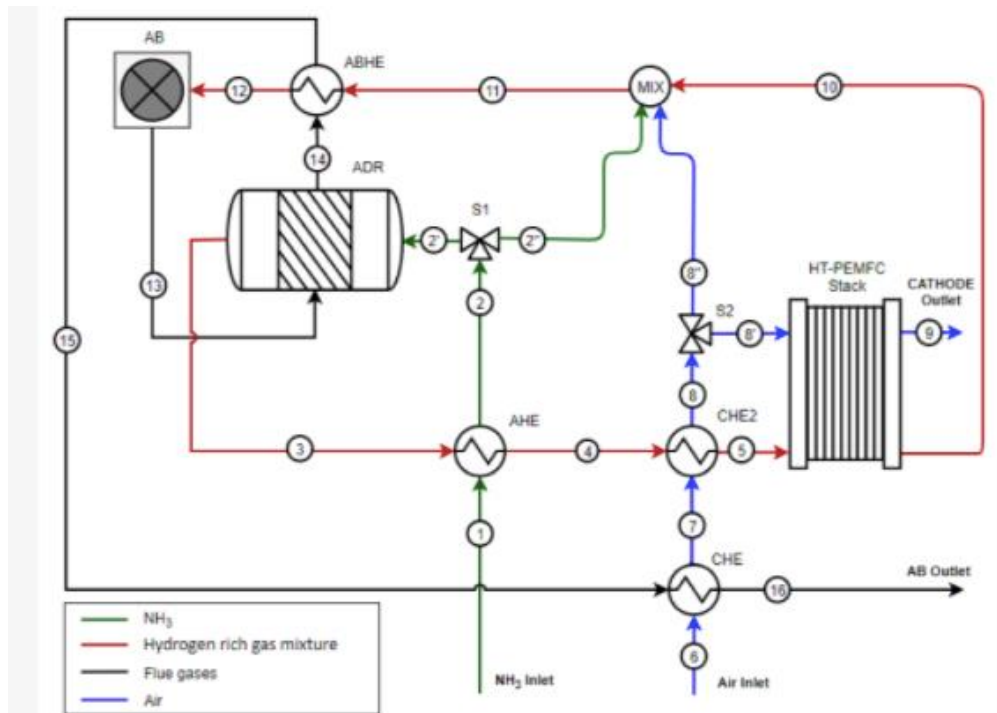 AB
ABHE
12
11
MIX
10
14
ADR
S1
2'
2"
8"
HT-PEMFC
Stack
CATHODE
Outlet
13
2
S2
8'
9
15
8
AHE
CHE2
3
4
5
1
7
CHE
AB Outlet
16
NH₃
Hydrogen rich gas mixture
Flue gases
Air
6
NH₃ Inlet
Air Inlet